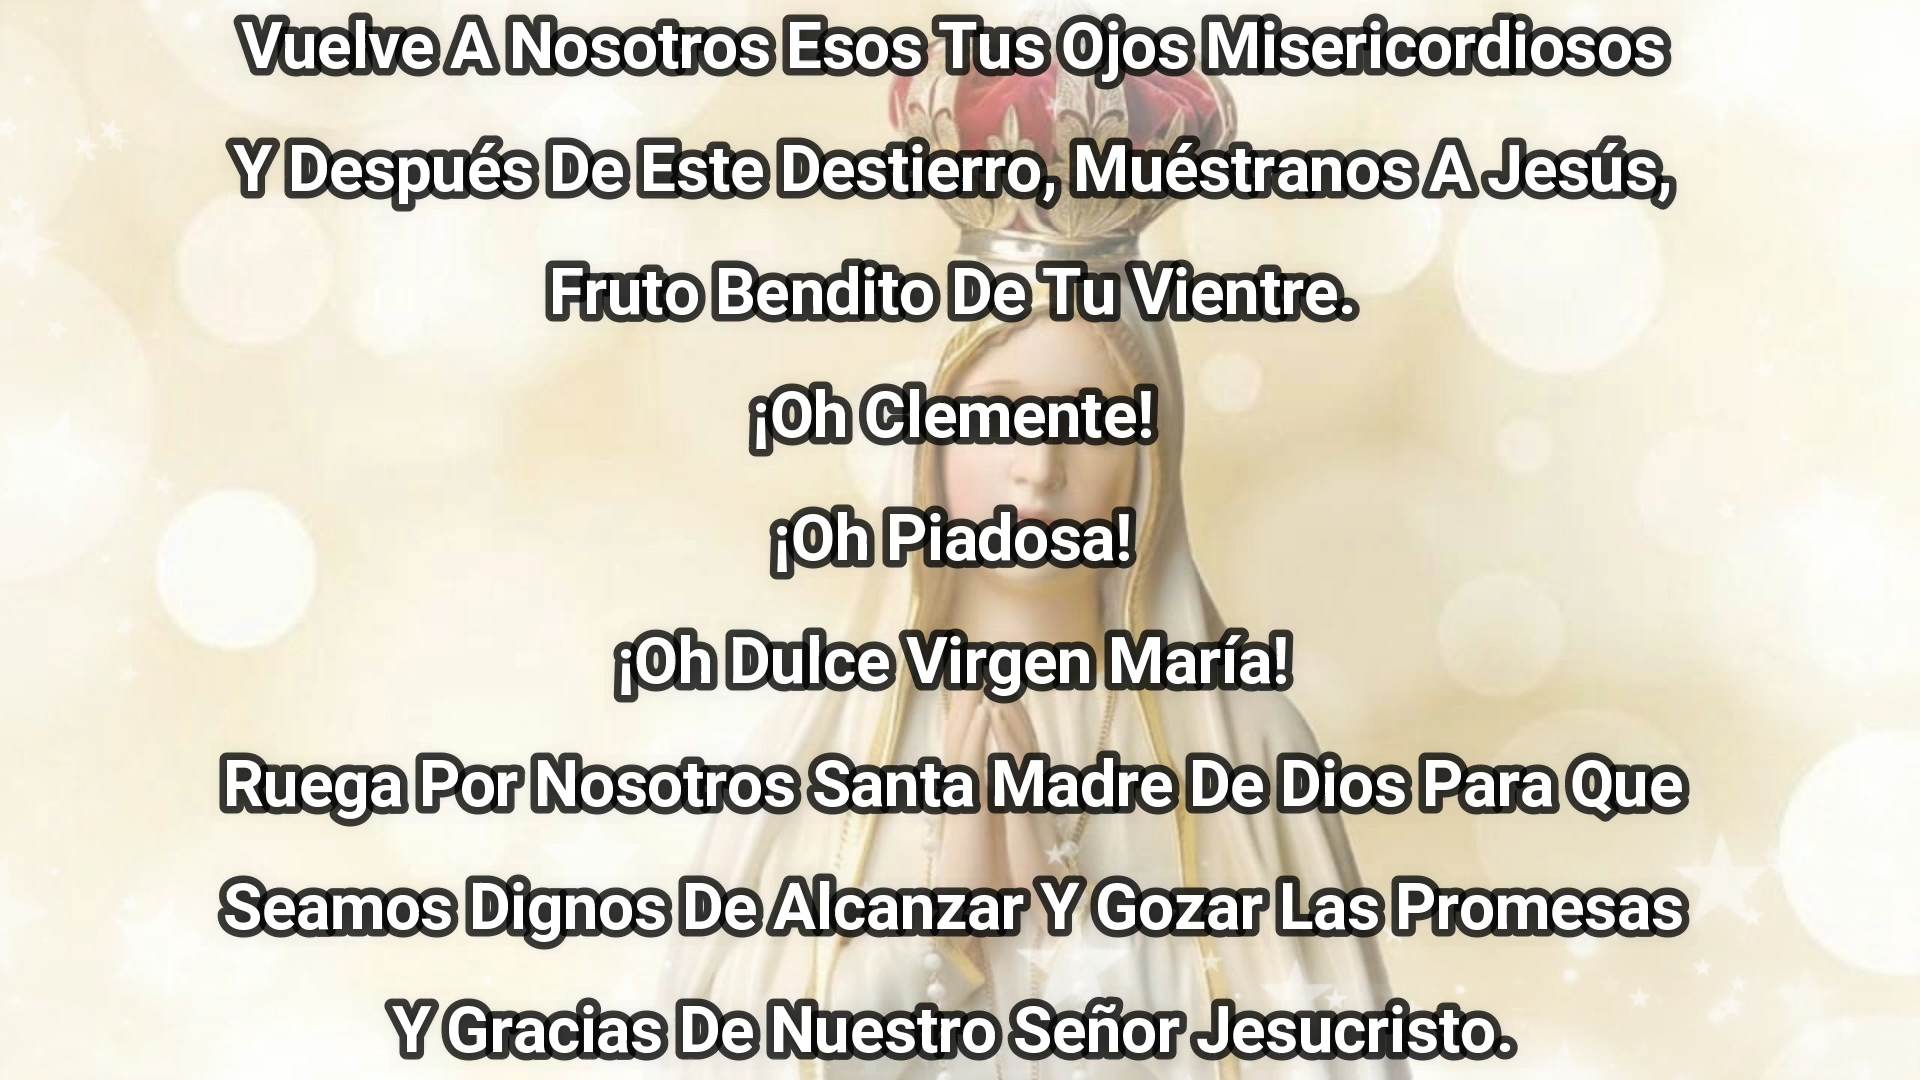 Vuelve A Nosotros Esos Tus Ojos Misericordiosos
Y Después De Este Destierro, Muéstranos A Jesús,
Fruto Bendito De Tu Vientre.
¡Oh Clemente!
¡Oh Piadosa!
¡Oh Dulce Virgen María!
Ruega Por Nosotros Santa Madre De Dios Para Que
Seamos Dignos De Alcanzar Y Gozar Las Promesas
Y Gracias De Nuestro Señor Jesucristo.